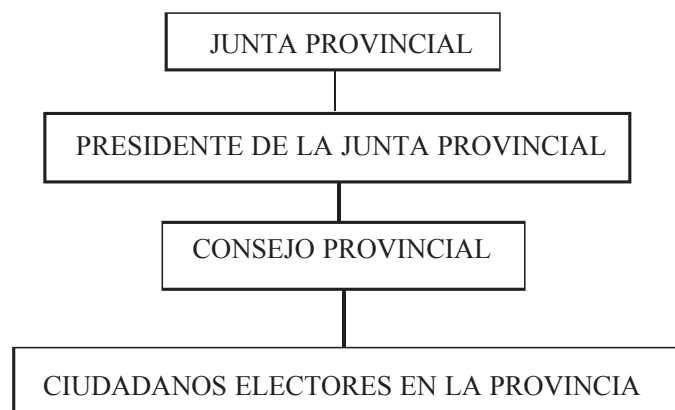 JUNTA PROVINCIAL
PRESIDENTE DE LA JUNTA PROVINCIAL
CONSEJO PROVINCIAL
CIUDADANOS ELECTORES EN LA PROVINCIA